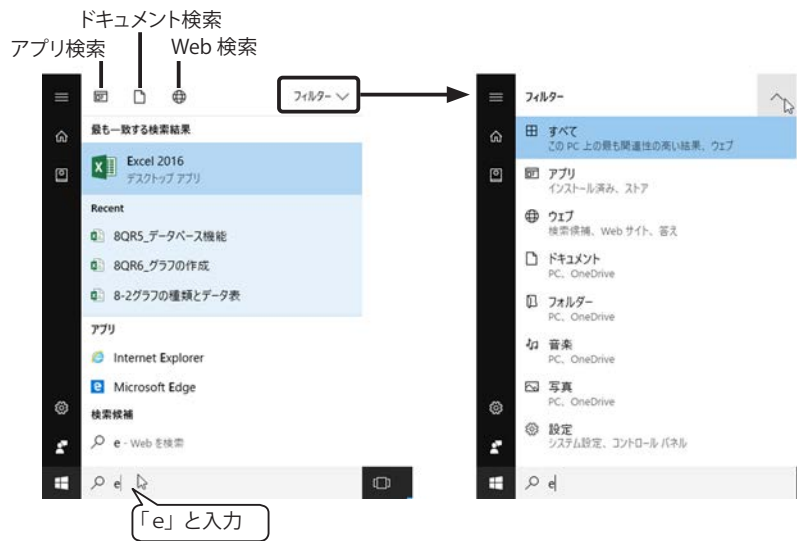 ドキュメント検索
アプリ検索
Web 検索
フィルター
最も一致する検索結果
Excel 2016
デスクトップ アプリ
Recent
8QR5_データベース機能
8QR6_グラフの作成
8-2グラフの種類とデータ表
アプリ
Internet Explorer
Microsoft Edge
検索候補
e - Web を検索
e
「e」と入力
フィルター
すべて
この PC 上の最も関連性の高い結果、ウェブ
アプリ
インストール済み、ストア
ウェブ
検索候補、Web サイト、答え
ドキュメント
PC、OneDrive
フォルダー
PC、OneDrive
音楽
PC、OneDrive
写真
PC、OneDrive
設定
システム設定、コントロール パネル
e